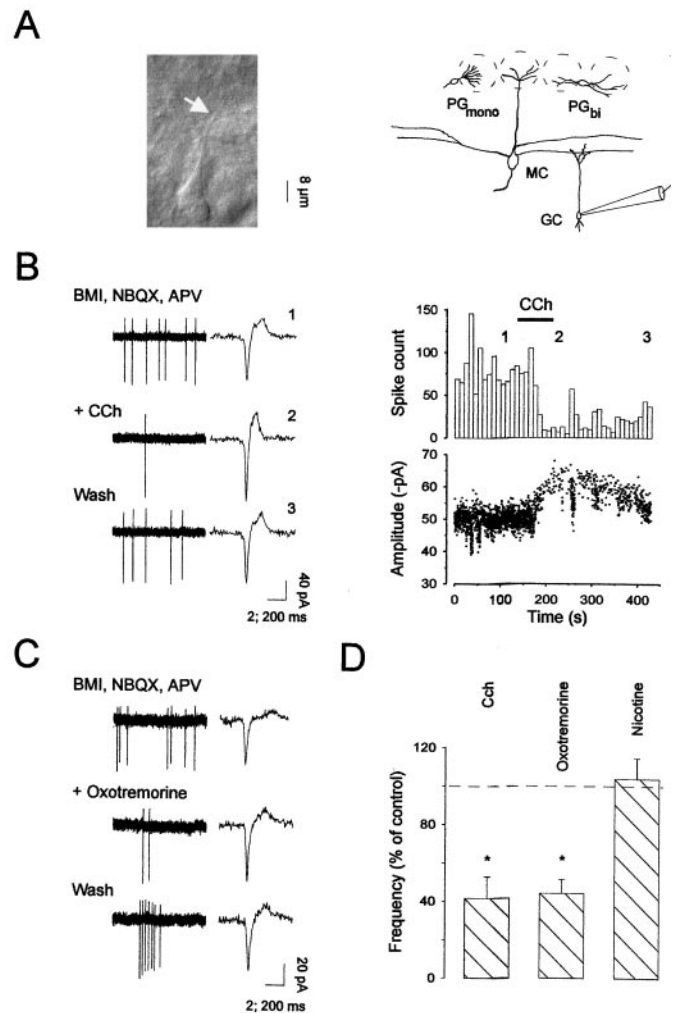 A
8 µm
PGmono
PGbi
MC
GC
B
BMI, NBQX, APV
1
+ CCh
2
Wash
3
40 pA
2; 200 ms
CCh
1 2 3
Spike count
150
100
50
0
Amplitude (-pA)
70
60
50
40
30
0 100 200 300 400
Time (s)
C
BMI, NBQX, APV
+ Oxotremorine
Wash
20 pA
2; 200 ms
D
Cch
Oxotremorine
Nicotine
Frequency (% of control)
120
80
40
0
* *